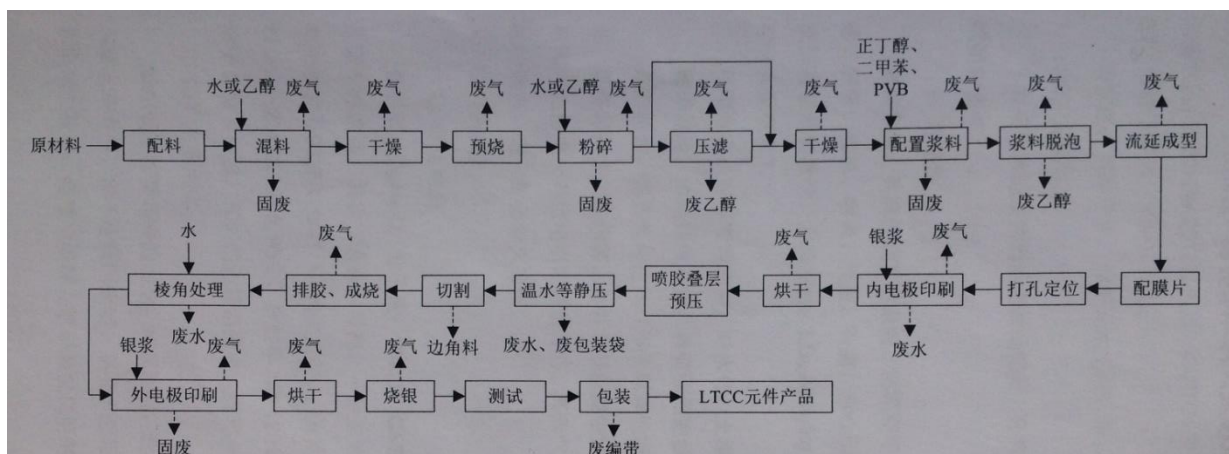 正丁醇、
二甲苯、
PVB
水或乙醇 废气 废气 废气 水或乙醇 废气 废气 废气 废气 废气 废气
原材料 配料 混料 干燥 预烧 粉碎 压滤 干燥 配置浆料 浆料脱泡 流延成型
固废 固废 废乙醇 固废 废乙醇
水 废气 废气 银浆 废气
棱角处理 排胶、成烧 切割 温水等静压 喷胶叠层预压 烘干 内电极印刷 打孔定位 配膜片
废水 边角料 废水、废包装袋 废水
银浆 废气 废气 废气
外电极印刷 烘干 烧银 测试 包装 LTCC元件产品
固废 废编带